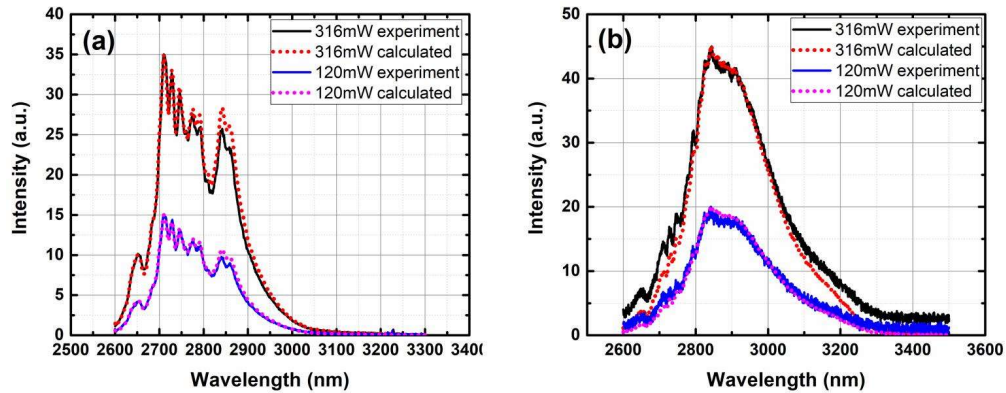 (a)
316mW experiment
316mW calculated
120mW experiment
120mW calculated
Intensity (a.u.)
40
35
30
25
20
15
10
5
0
2500 2600 2700 2800 2900 3000 3100 3200 3300 3400
Wavelength (nm)
(b)
316mW experiment
316mW calculated
120mW experiment
120mW calculated
Intensity (a.u.)
50
40
30
20
10
0
2600 2800 3000 3200 3400 3600
Wavelength (nm)